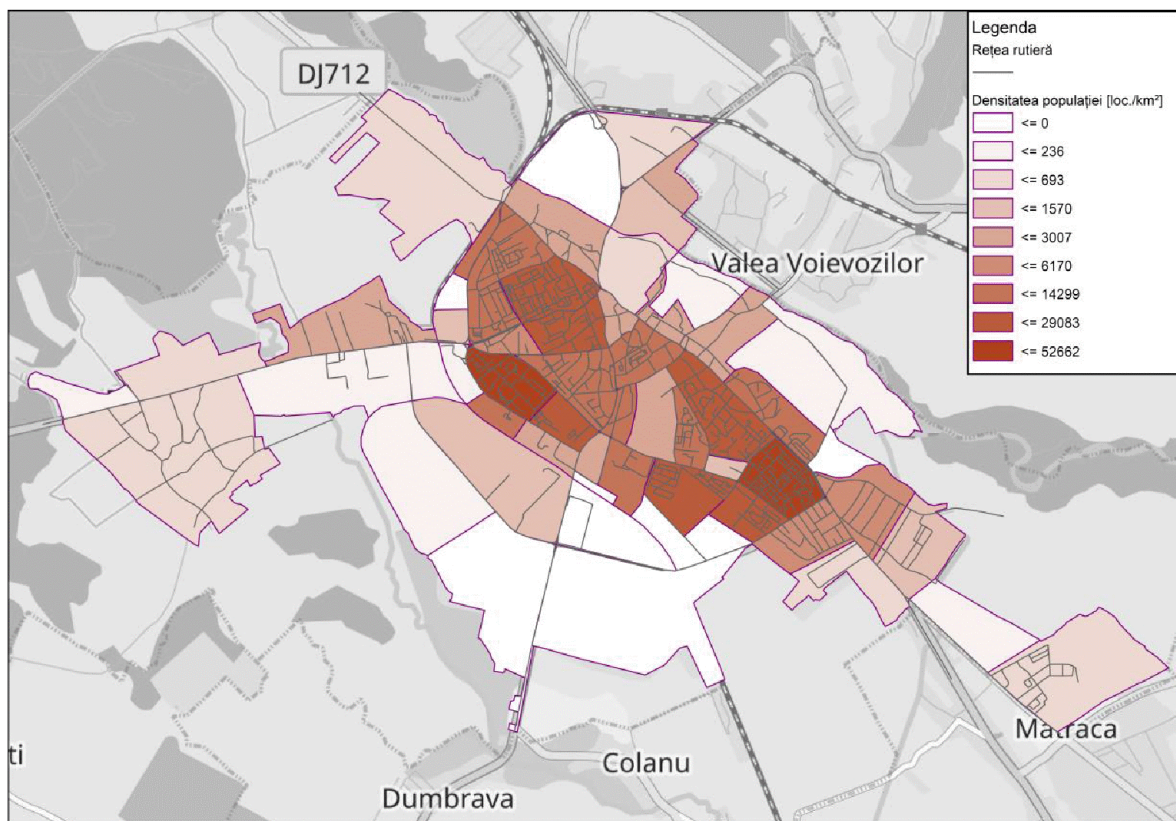 Legenda
Rețea rutieră
Densitatea populației [loc./km²]
<= 0
<= 236
<= 693
<= 1570
<= 3007
<= 6170
<= 14299
<= 29083
<= 52662
DJ712
Valea Voievozilor
Matraca
ti
Colanu
Dumbrava